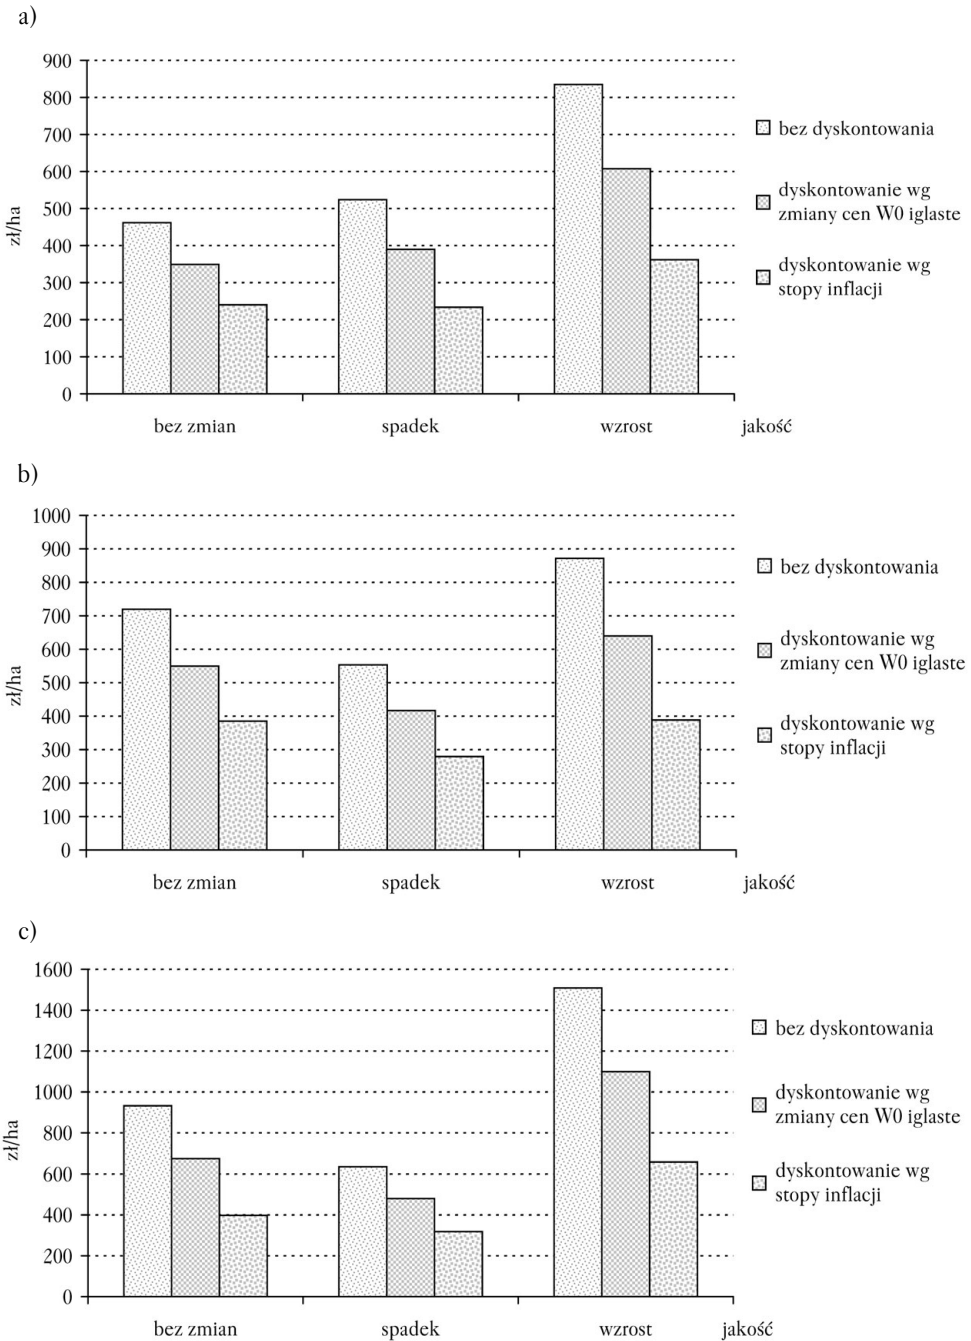 a)
900
800
700
600
500
400
300
200
100
0
zł/ha
bez zmian
spadek
wzrost
jakość
bez dyskontowania
dyskontowanie wg
zmiany cen W0 iglaste
dyskontowanie wg
stopy inflacji
b)
1000
900
800
700
600
500
400
300
200
100
0
zł/ha
bez zmian
spadek
wzrost
jakość
bez dyskontowania
dyskontowanie wg
zmiany cen W0 iglaste
dyskontowanie wg
stopy inflacji
c)
1600
1400
1200
1000
800
600
400
200
0
zł/ha
bez zmian
spadek
wzrost
jakość
bez dyskontowania
dyskontowanie wg
zmiany cen W0 iglaste
dyskontowanie wg
stopy inflacji